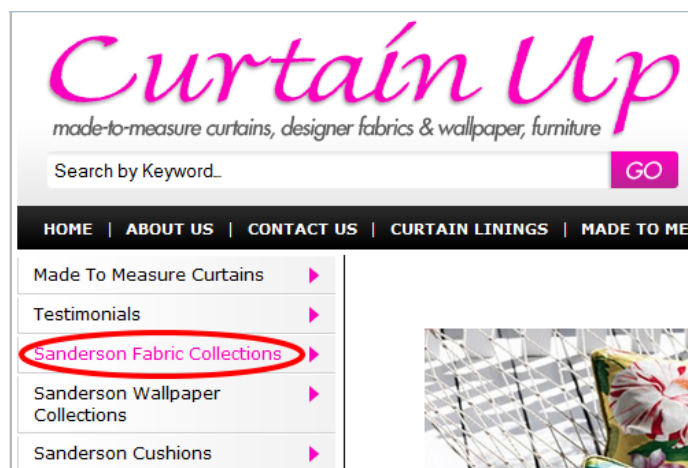 Curtain Up
made-to-measure curtains, designer fabrics & wallpaper, furniture
Search by Keyword...
GO
HOME | ABOUT US | CONTACT US | CURTAIN LININGS | MADE TO ME
Made To Measure Curtains
Testimonials
Sanderson Fabric Collections
Sanderson Wallpaper
Collections
Sanderson Cushions